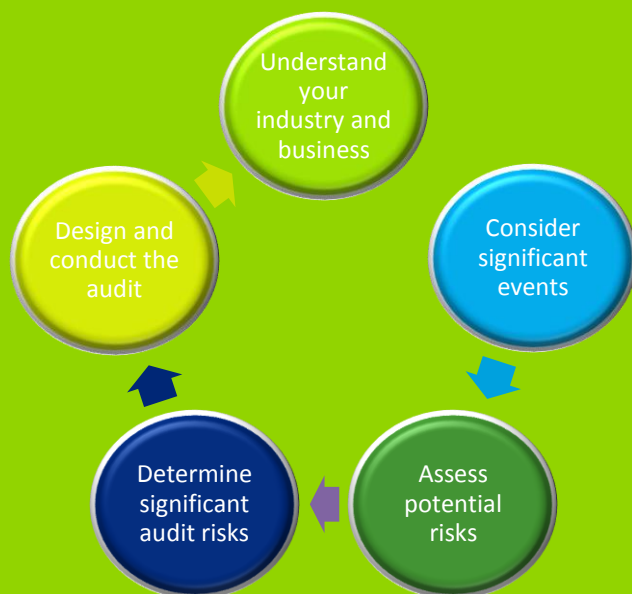 Understand
your
industry and
business
Consider
significant
events
Assess
potential
risks
Determine
significant
audit risks
Design and
conduct the
audit